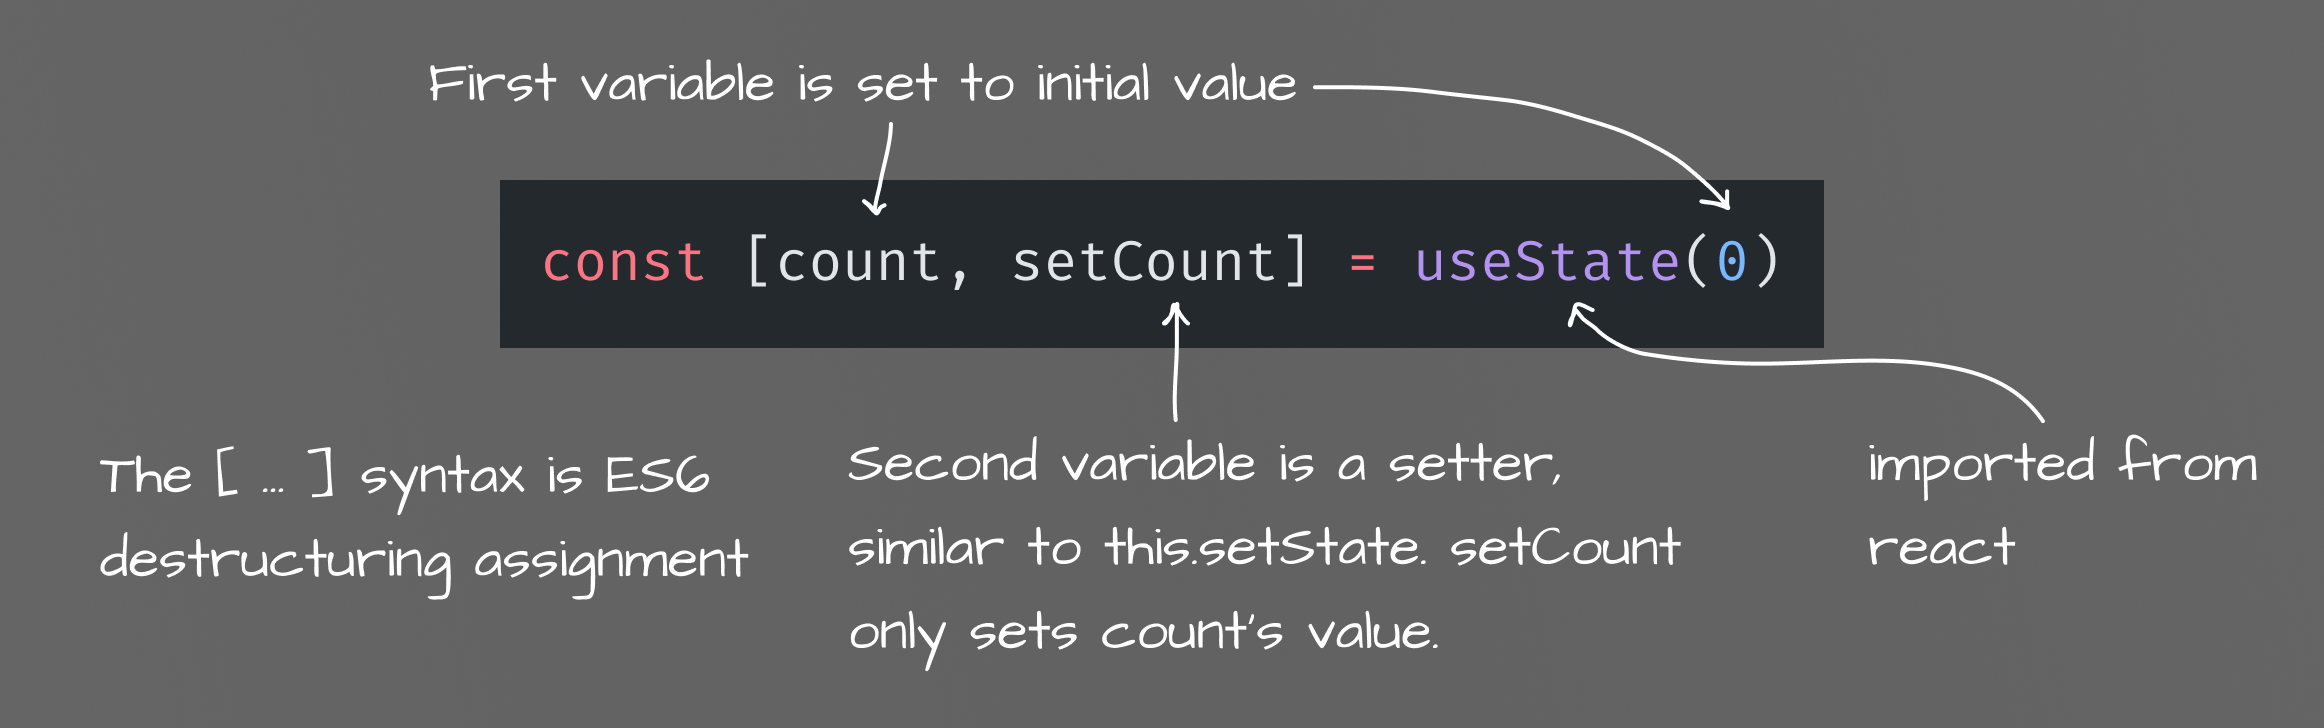 First variable is set to initial value
const [count, setCount] = useState(0)
The [ ... ] syntax is ES6
destructuring assignment
Second variable is a setter,
similar to this.setState. setCount
only sets count's value.
imported from
react